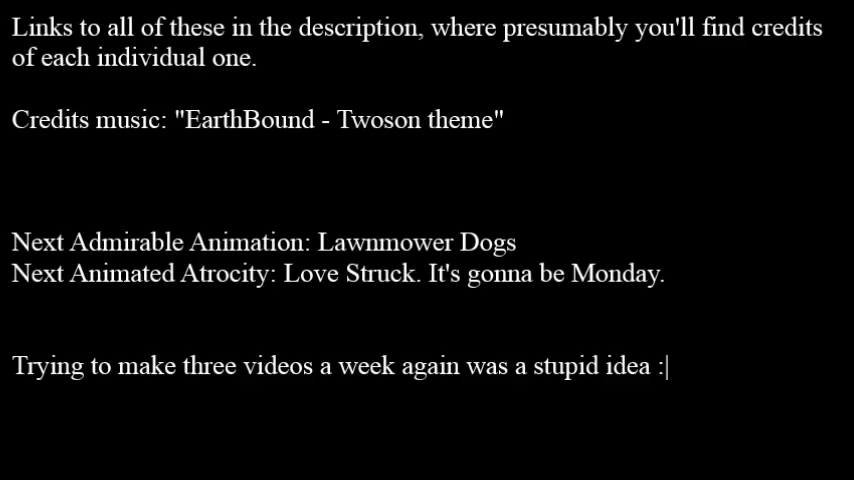 Links to all of these in the description, where presumably you'll find credits
of each individual one.
Credits music: "EarthBound - Twoson theme"
Next Admirable Animation: Lawnmower Dogs
Next Animated Atrocity: Love Struck. It's gonna be Monday.
Trying to make three videos a week again was a stupid idea :|